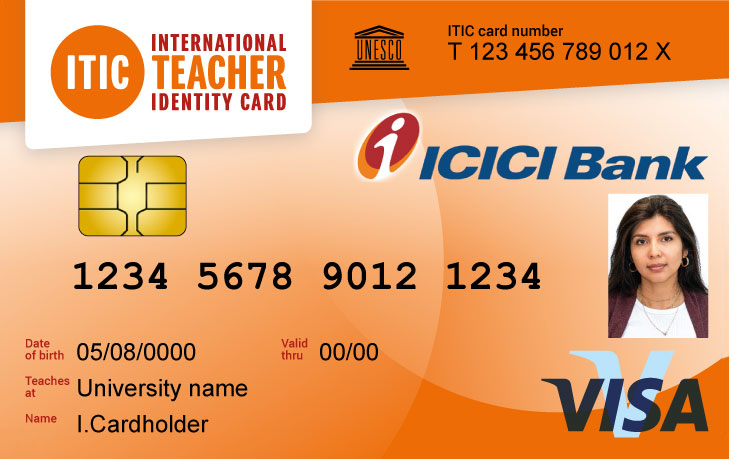 ITIC
INTERNATIONAL
TEACHER
IDENTITY CARD
UNESCO
ITIC card number
T 123 456 789 012 X
i ICICI Bank
1234 5678 9012 1234
Date
of birth 05/08/0000
Valid
thru 00/00
Teaches
at University name
Name I.Cardholder
VISA